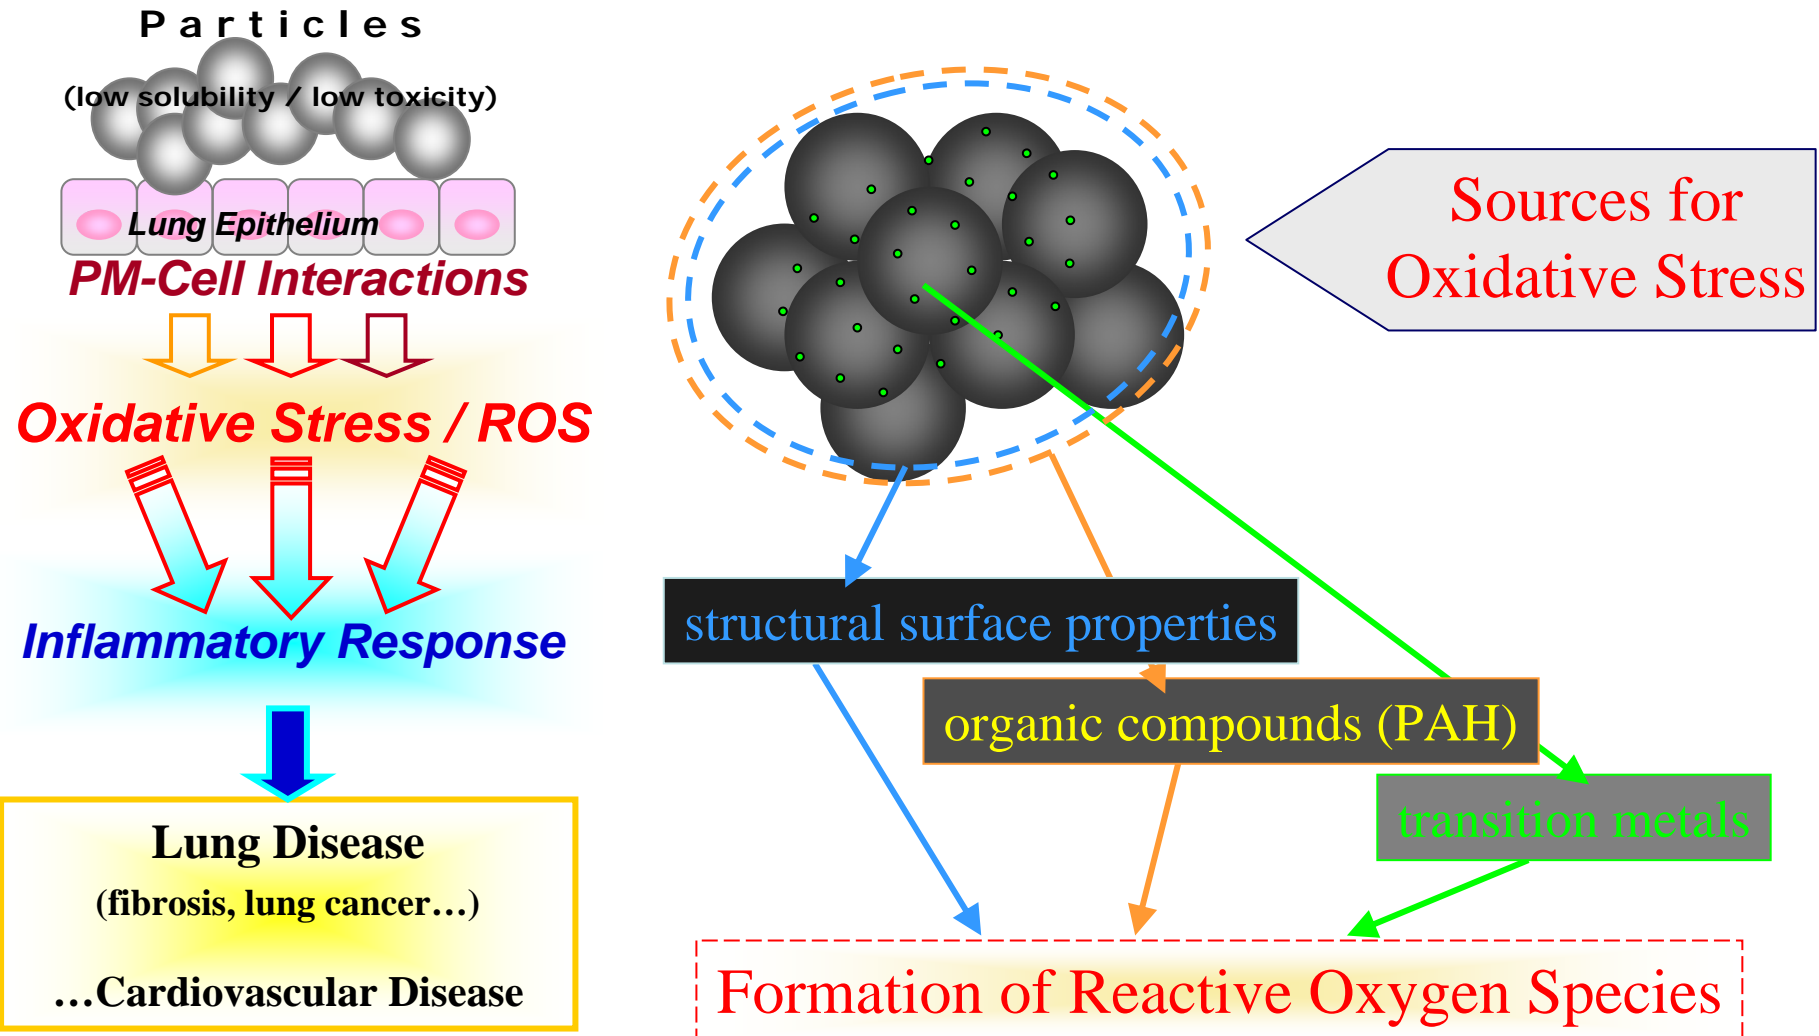 Particles
(low solubility / low toxicity)
Lung Epithelium
PM-Cell Interactions
Oxidative Stress / ROS
Inflammatory Response
Lung Disease
(fibrosis, lung cancer…)
…Cardiovascular Disease
Sources for
Oxidative Stress
structural surface properties
organic compounds (PAH)
transition metals
Formation of Reactive Oxygen Species